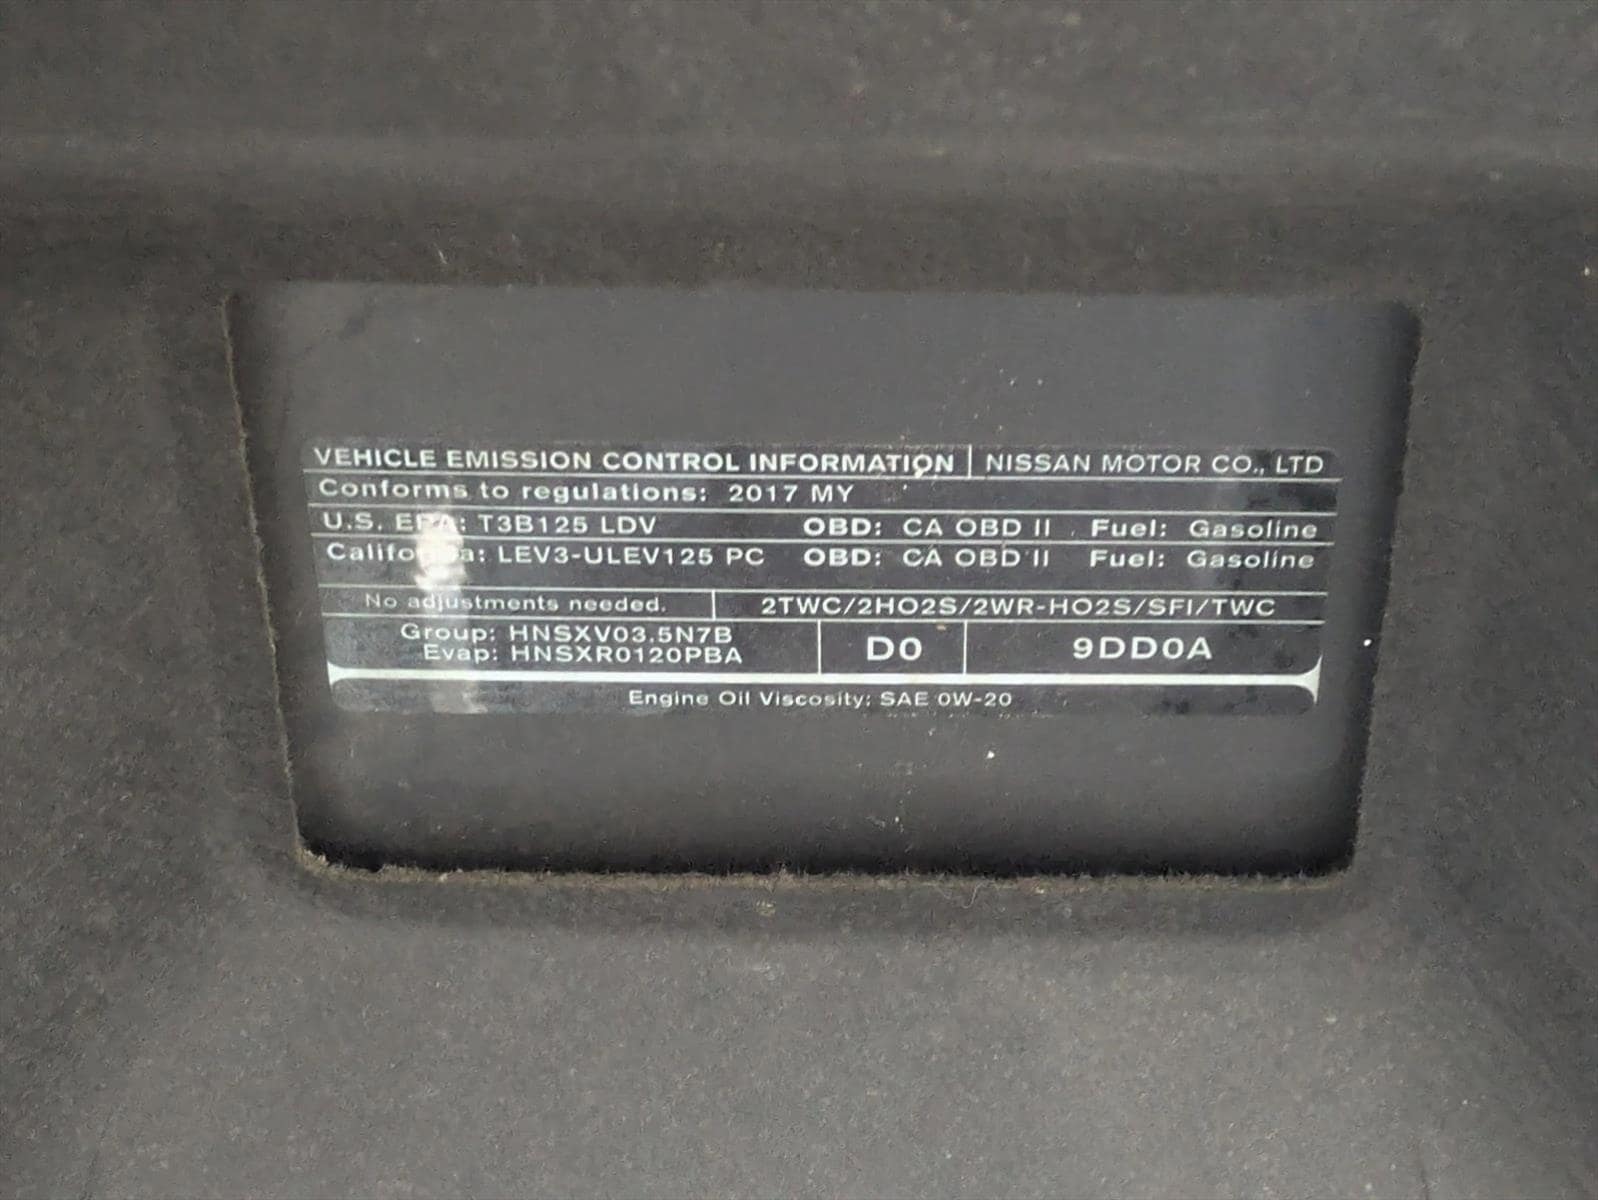 VEHICLE EMISSION CONTROL INFORMATION NISSAN MOTOR CO., LTD
Conforms to regulations: 2017 MY
U.S. EPA: T3B125 LDV OBD: CA OBD II Fuel: Gasoline
California: LEV3-ULEV125 PC OBD: CA OBD II Fuel: Gasoline
No adjustments needed. 2TWC/2HO2S/2WR-HO2S/SFI/TWC
Group: HNSXV03.5N7B
Evap: HNSXR0120PBA
D0 9DD0A
Engine Oil Viscosity: SAE 0W-20